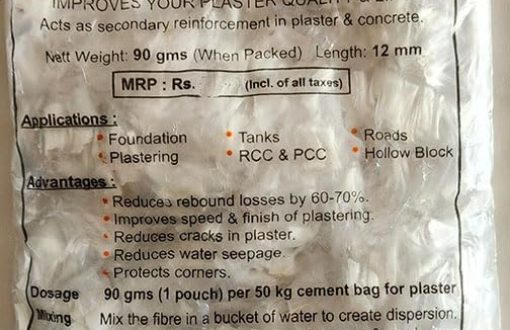 IMPROVES YOUR PLASTER QUALITY &
Acts as secondary reinforcement in plaster & concrete.
Nett Weight: 90 gms (When Packed) Length: 12 mm
MRP : Rs. (Incl. of all taxes)
Applications :
• Foundation • Tanks • Roads
• Plastering • RCC & PCC • Hollow Block
Advantages :
• Reduces rebound losses by 60-70%.
• Improves speed & finish of plastering.
• Reduces cracks in plaster.
• Reduces water seepage.
• Protects corners.
Dosage 90 gms (1 pouch) per 50 kg cement bag for plaster
Mixing Mix the fibre in a bucket of water to create dispersion.